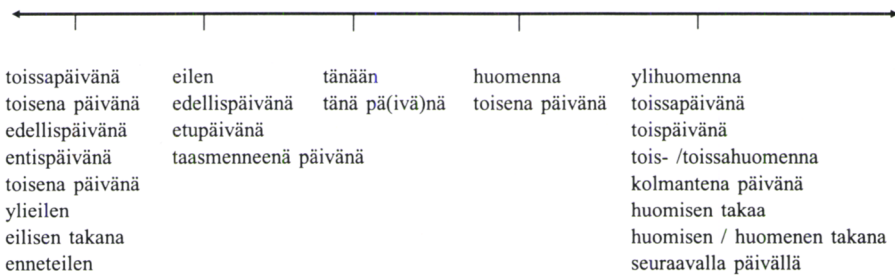 toissapäivänä eilen tänään huomenna ylihuomenna
toisena päivänä edellispäivänä tänä pä(ivä)nä toisena päivänä toissapäivänä
edellispäivänä etupäivänä toispäivänä
entispäivänä taasmenneenä päivänä tois- /toissahuomenna
toisena päivänä kolmantena päivänä
ylieilen huomisen takaa
eilisen takana huomisen / huomenen takana
enneteilen seuraavalla päivällä